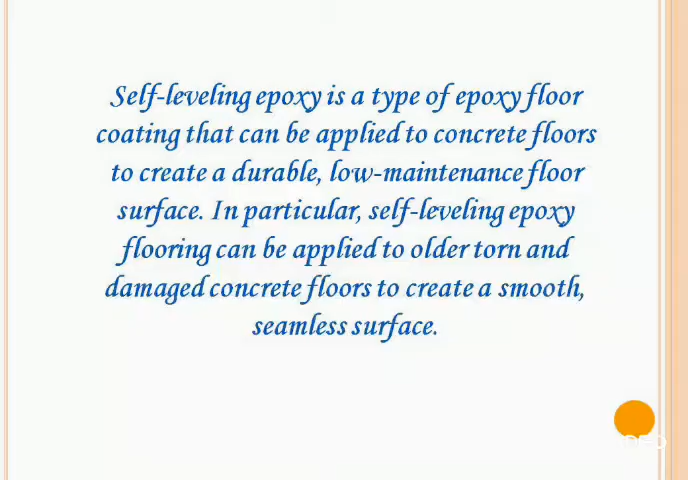 Self-leveling epoxy is a type of epoxy floor
coating that can be applied to concrete floors
to create a durable, low-maintenance floor
surface. In particular, self-leveling epoxy
flooring can be applied to older torn and
damaged concrete floors to create a smooth,
seamless surface.